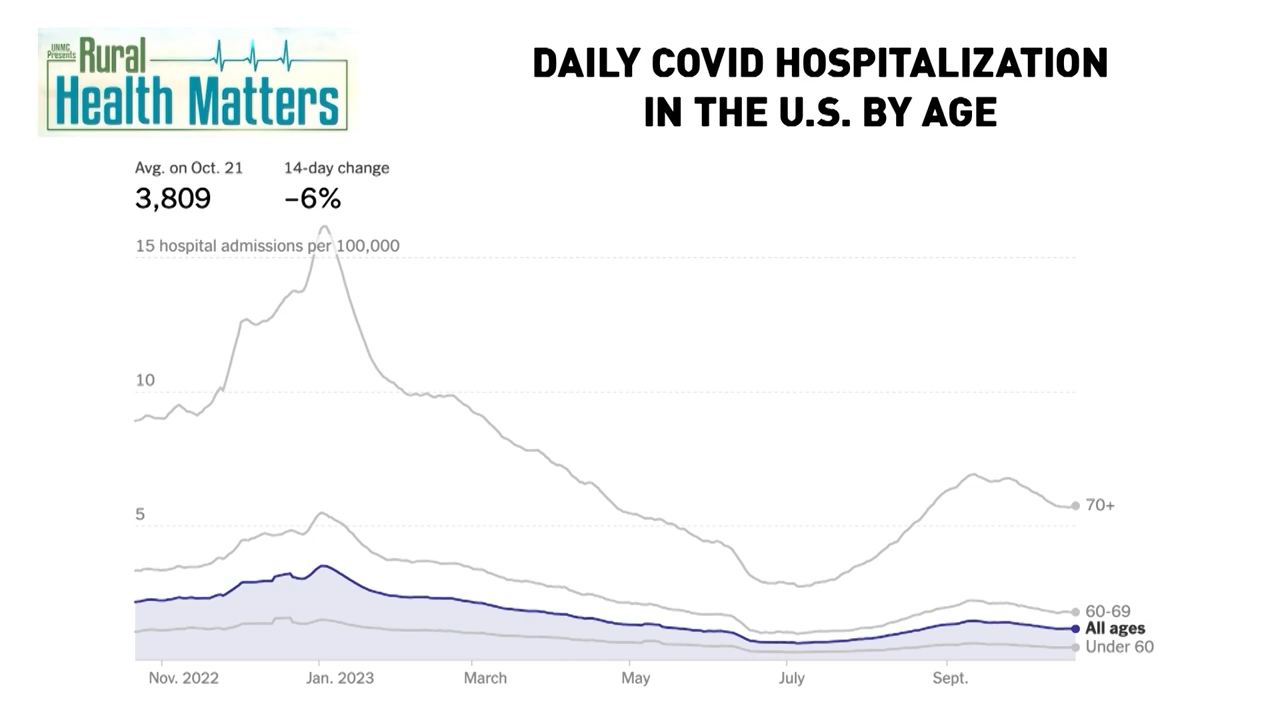 UNMC
Presents
Rural
Health Matters
DAILY COVID HOSPITALIZATION
IN THE U.S. BY AGE
Avg. on Oct. 21
3,809
14-day change
–6%
15 hospital admissions per 100,000
10
5
70+
60-69
All ages
Under 60
Nov. 2022
Jan. 2023
March
May
July
Sept.